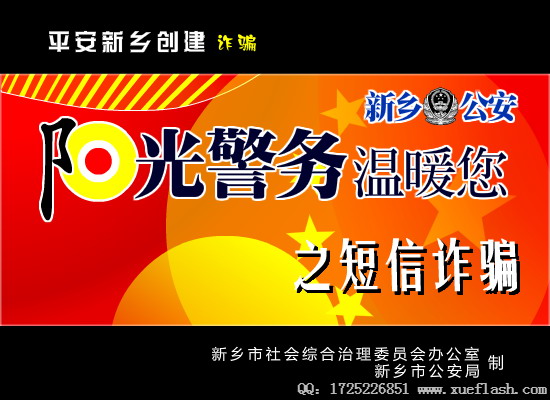 平安新乡创建 诈骗
新乡 公安
阳光警务 温暖您
之短信诈骗
新乡市社会综合治理委员会办公室
新乡市公安局 制
QQ: 1725226851 www.xueflash.com